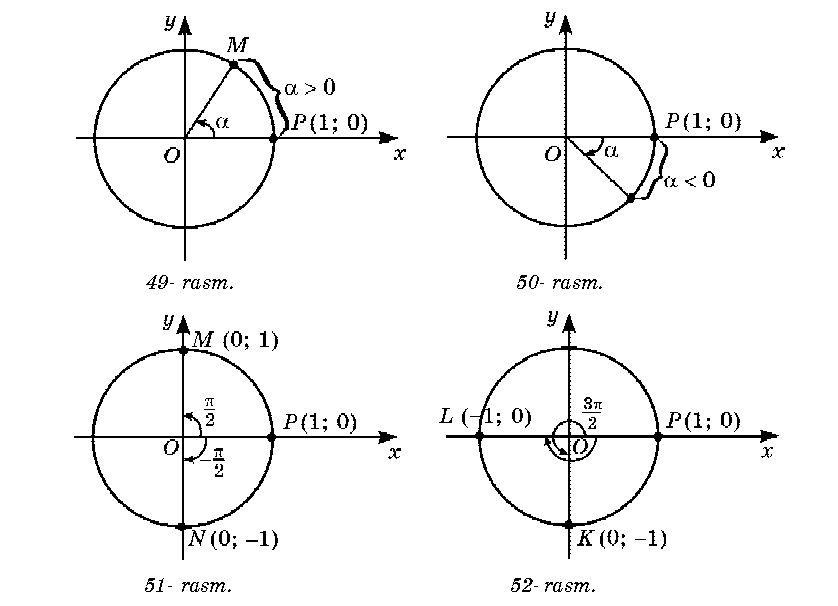 y
M
α > 0
α
P(1; 0)
O
x
49- rasm.
y
P(1; 0)
O
α
x
α < 0
50- rasm.
y
M (0; 1)
π/2
P(1; 0)
O
x
-π/2
N(0; -1)
51- rasm.
y
L (-1; 0)
3π/2
P(1; 0)
O
x
K(0; -1)
52- rasm.